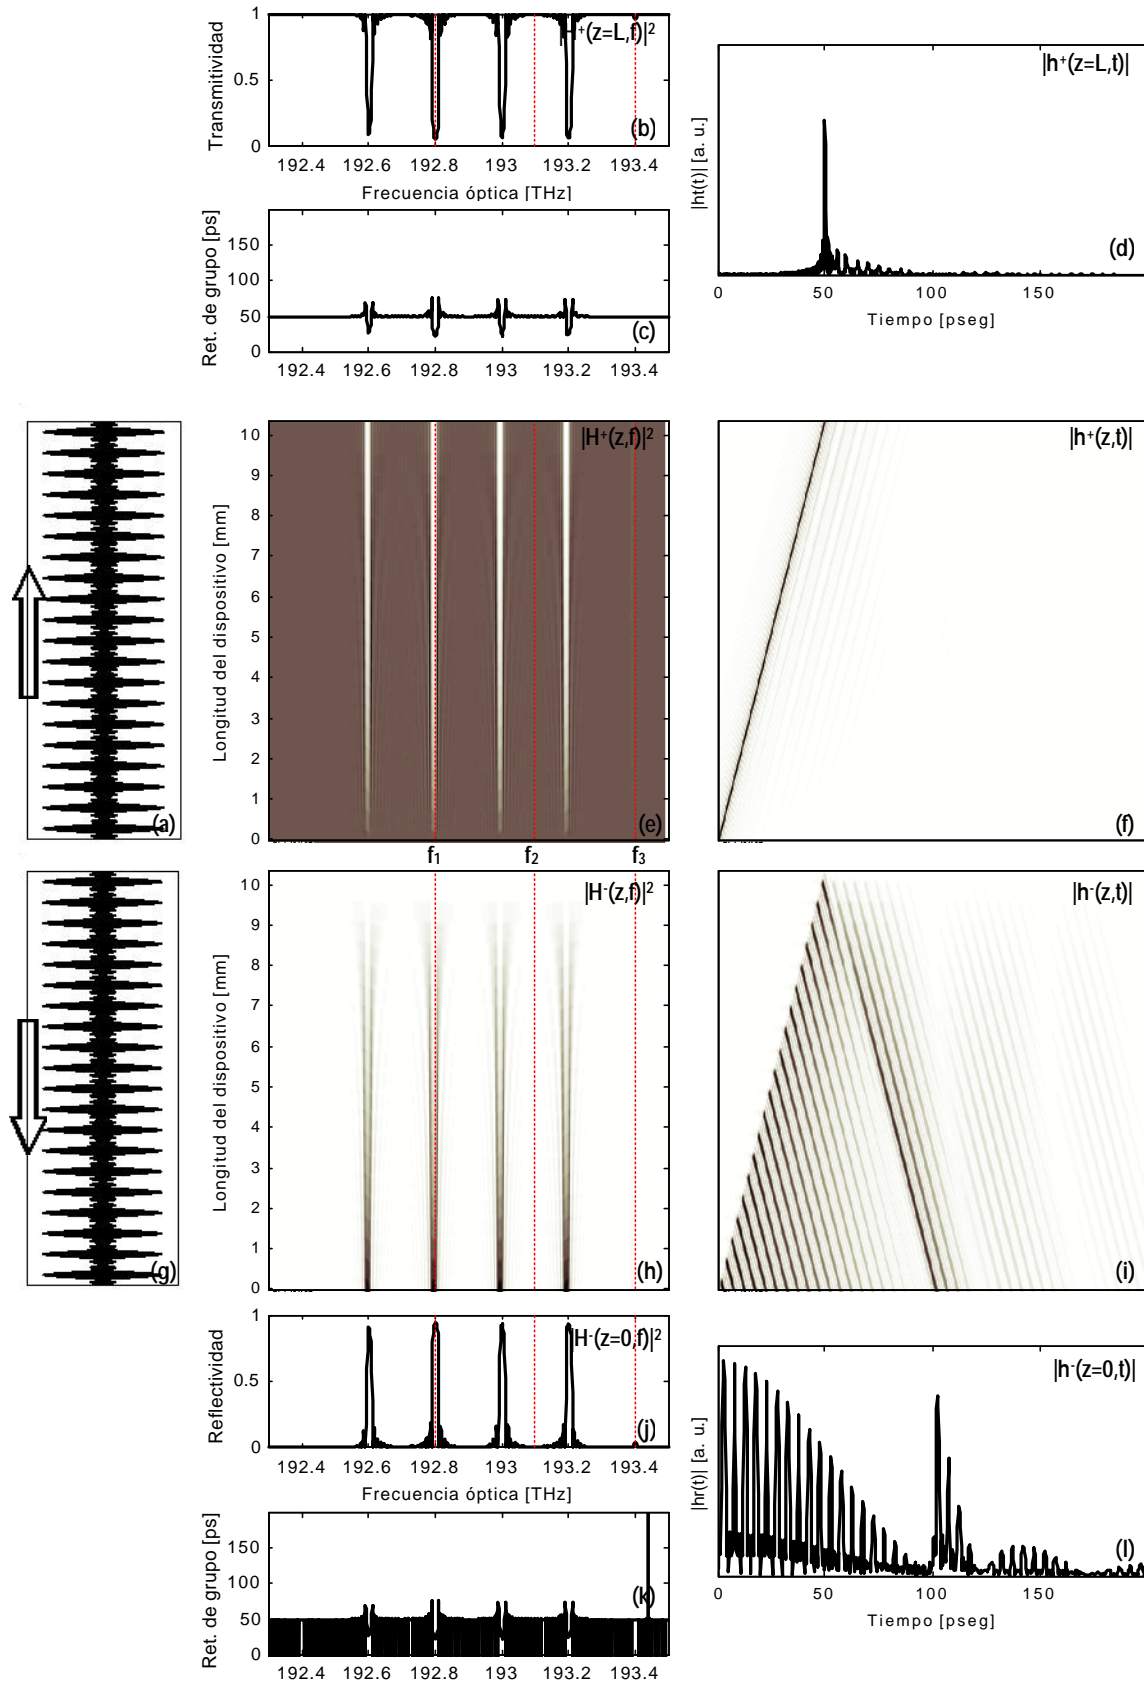 Transmitividad
1
0.5
0
|H+(z=L,f)|2
(b)
192.4 192.6 192.8 193 193.2 193.4
Frecuencia óptica [THz]
Ret. de grupo [ps]
150
100
50
0
(c)
192.4 192.6 192.8 193 193.2 193.4
|ht(t)| [a. u.]
|h+(z=L,t)|
(d)
0 50 100 150
Tiempo [pseg]
(a)
Longitud del dispositivo [mm]
10
9
8
7
6
5
4
3
2
1
0
|H+(z,f)|2
(e)
f1 f2 f3
|h+(z,t)|
(f)
(g)
Longitud del dispositivo [mm]
10
9
8
7
6
5
4
3
2
1
0
|H-(z,f)|2
(h)
|h-(z,t)|
(i)
Reflectividad
1
0.5
0
|H-(z=0,f)|2
(j)
192.4 192.6 192.8 193 193.2 193.4
Frecuencia óptica [THz]
Ret. de grupo [ps]
150
100
50
0
(k)
192.4 192.6 192.8 193 193.2 193.4
|hr(t)| [a. u.]
|h-(z=0,t)|
(l)
0 50 100 150
Tiempo [pseg]